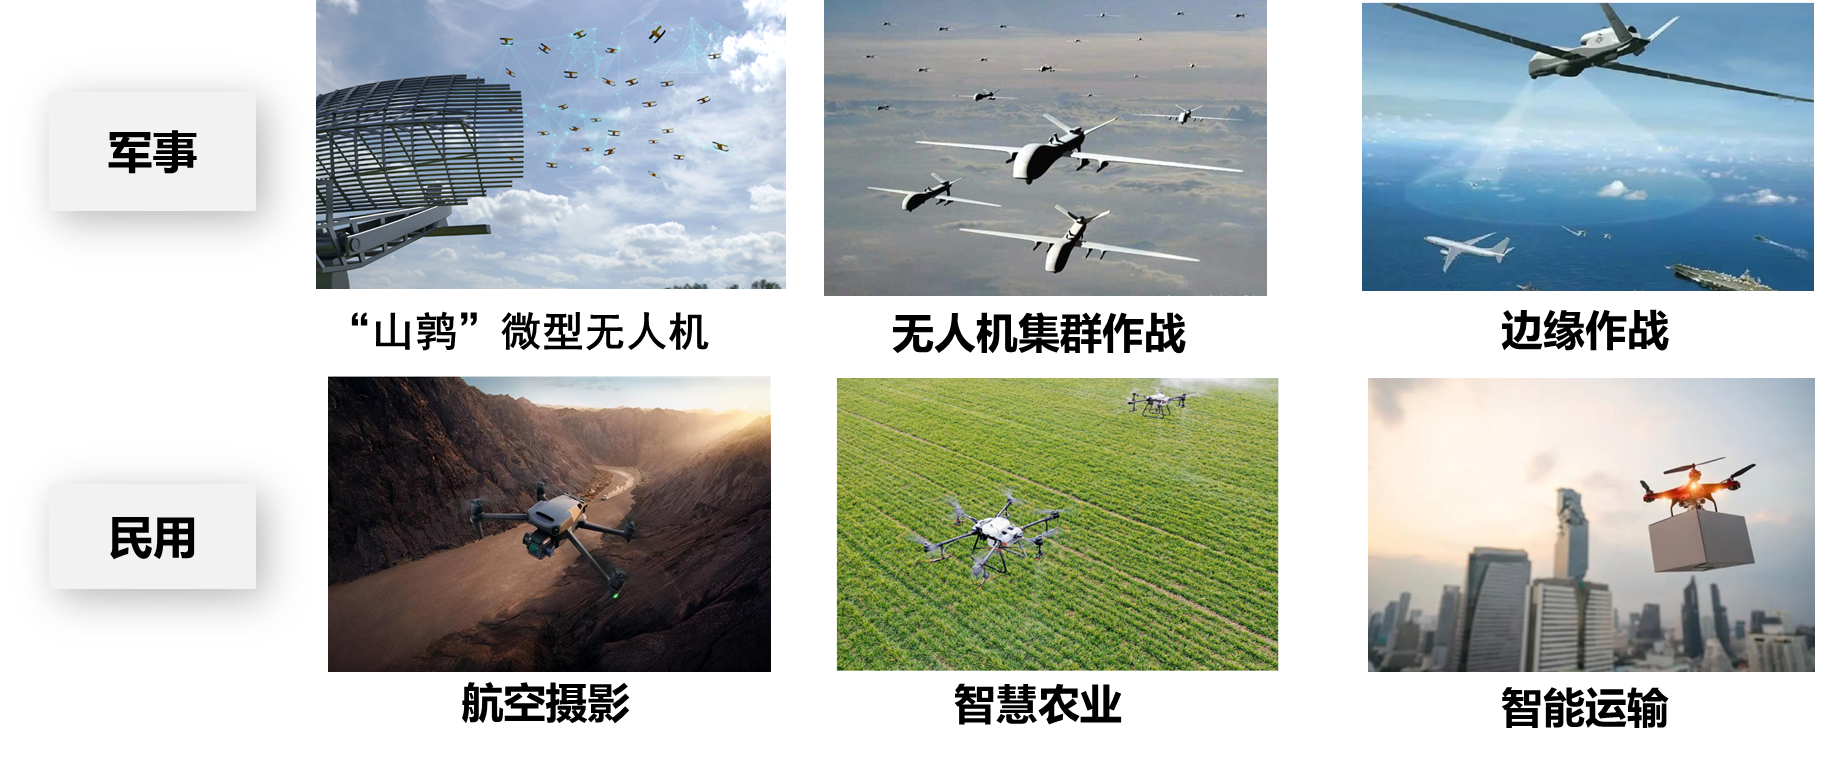 军事
“山鹑”微型无人机
无人机集群作战
边缘作战
民用
航空摄影
智慧农业
智能运输